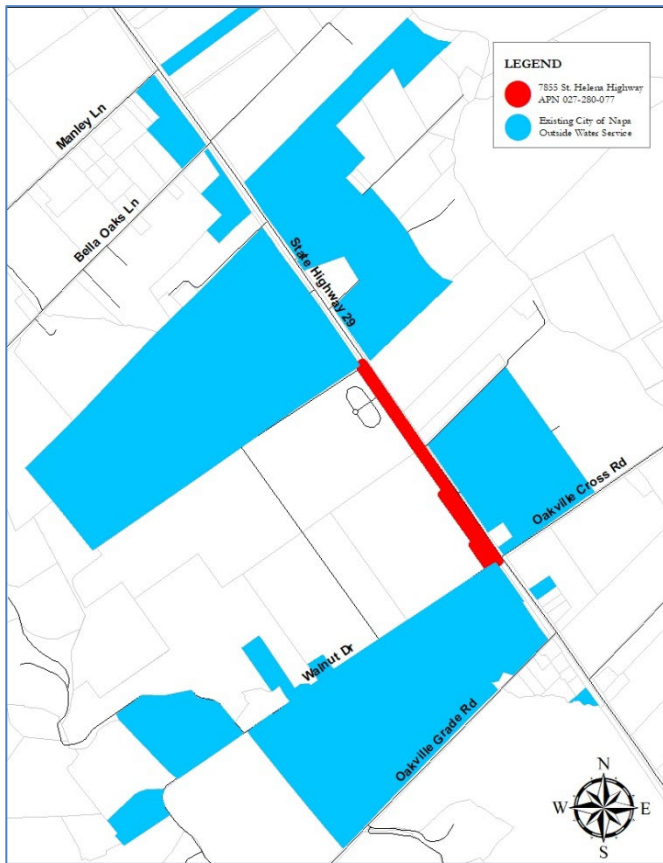 LEGEND
7855 St. Helena Highway
APN 027-280-077
Existing City of Napa
Outside Water Service
Manley Ln
Bella Oaks Ln
State Highway 29
Oakville Cross Rd
Walnut Dr
Oakville Grade Rd
N
W
E
S